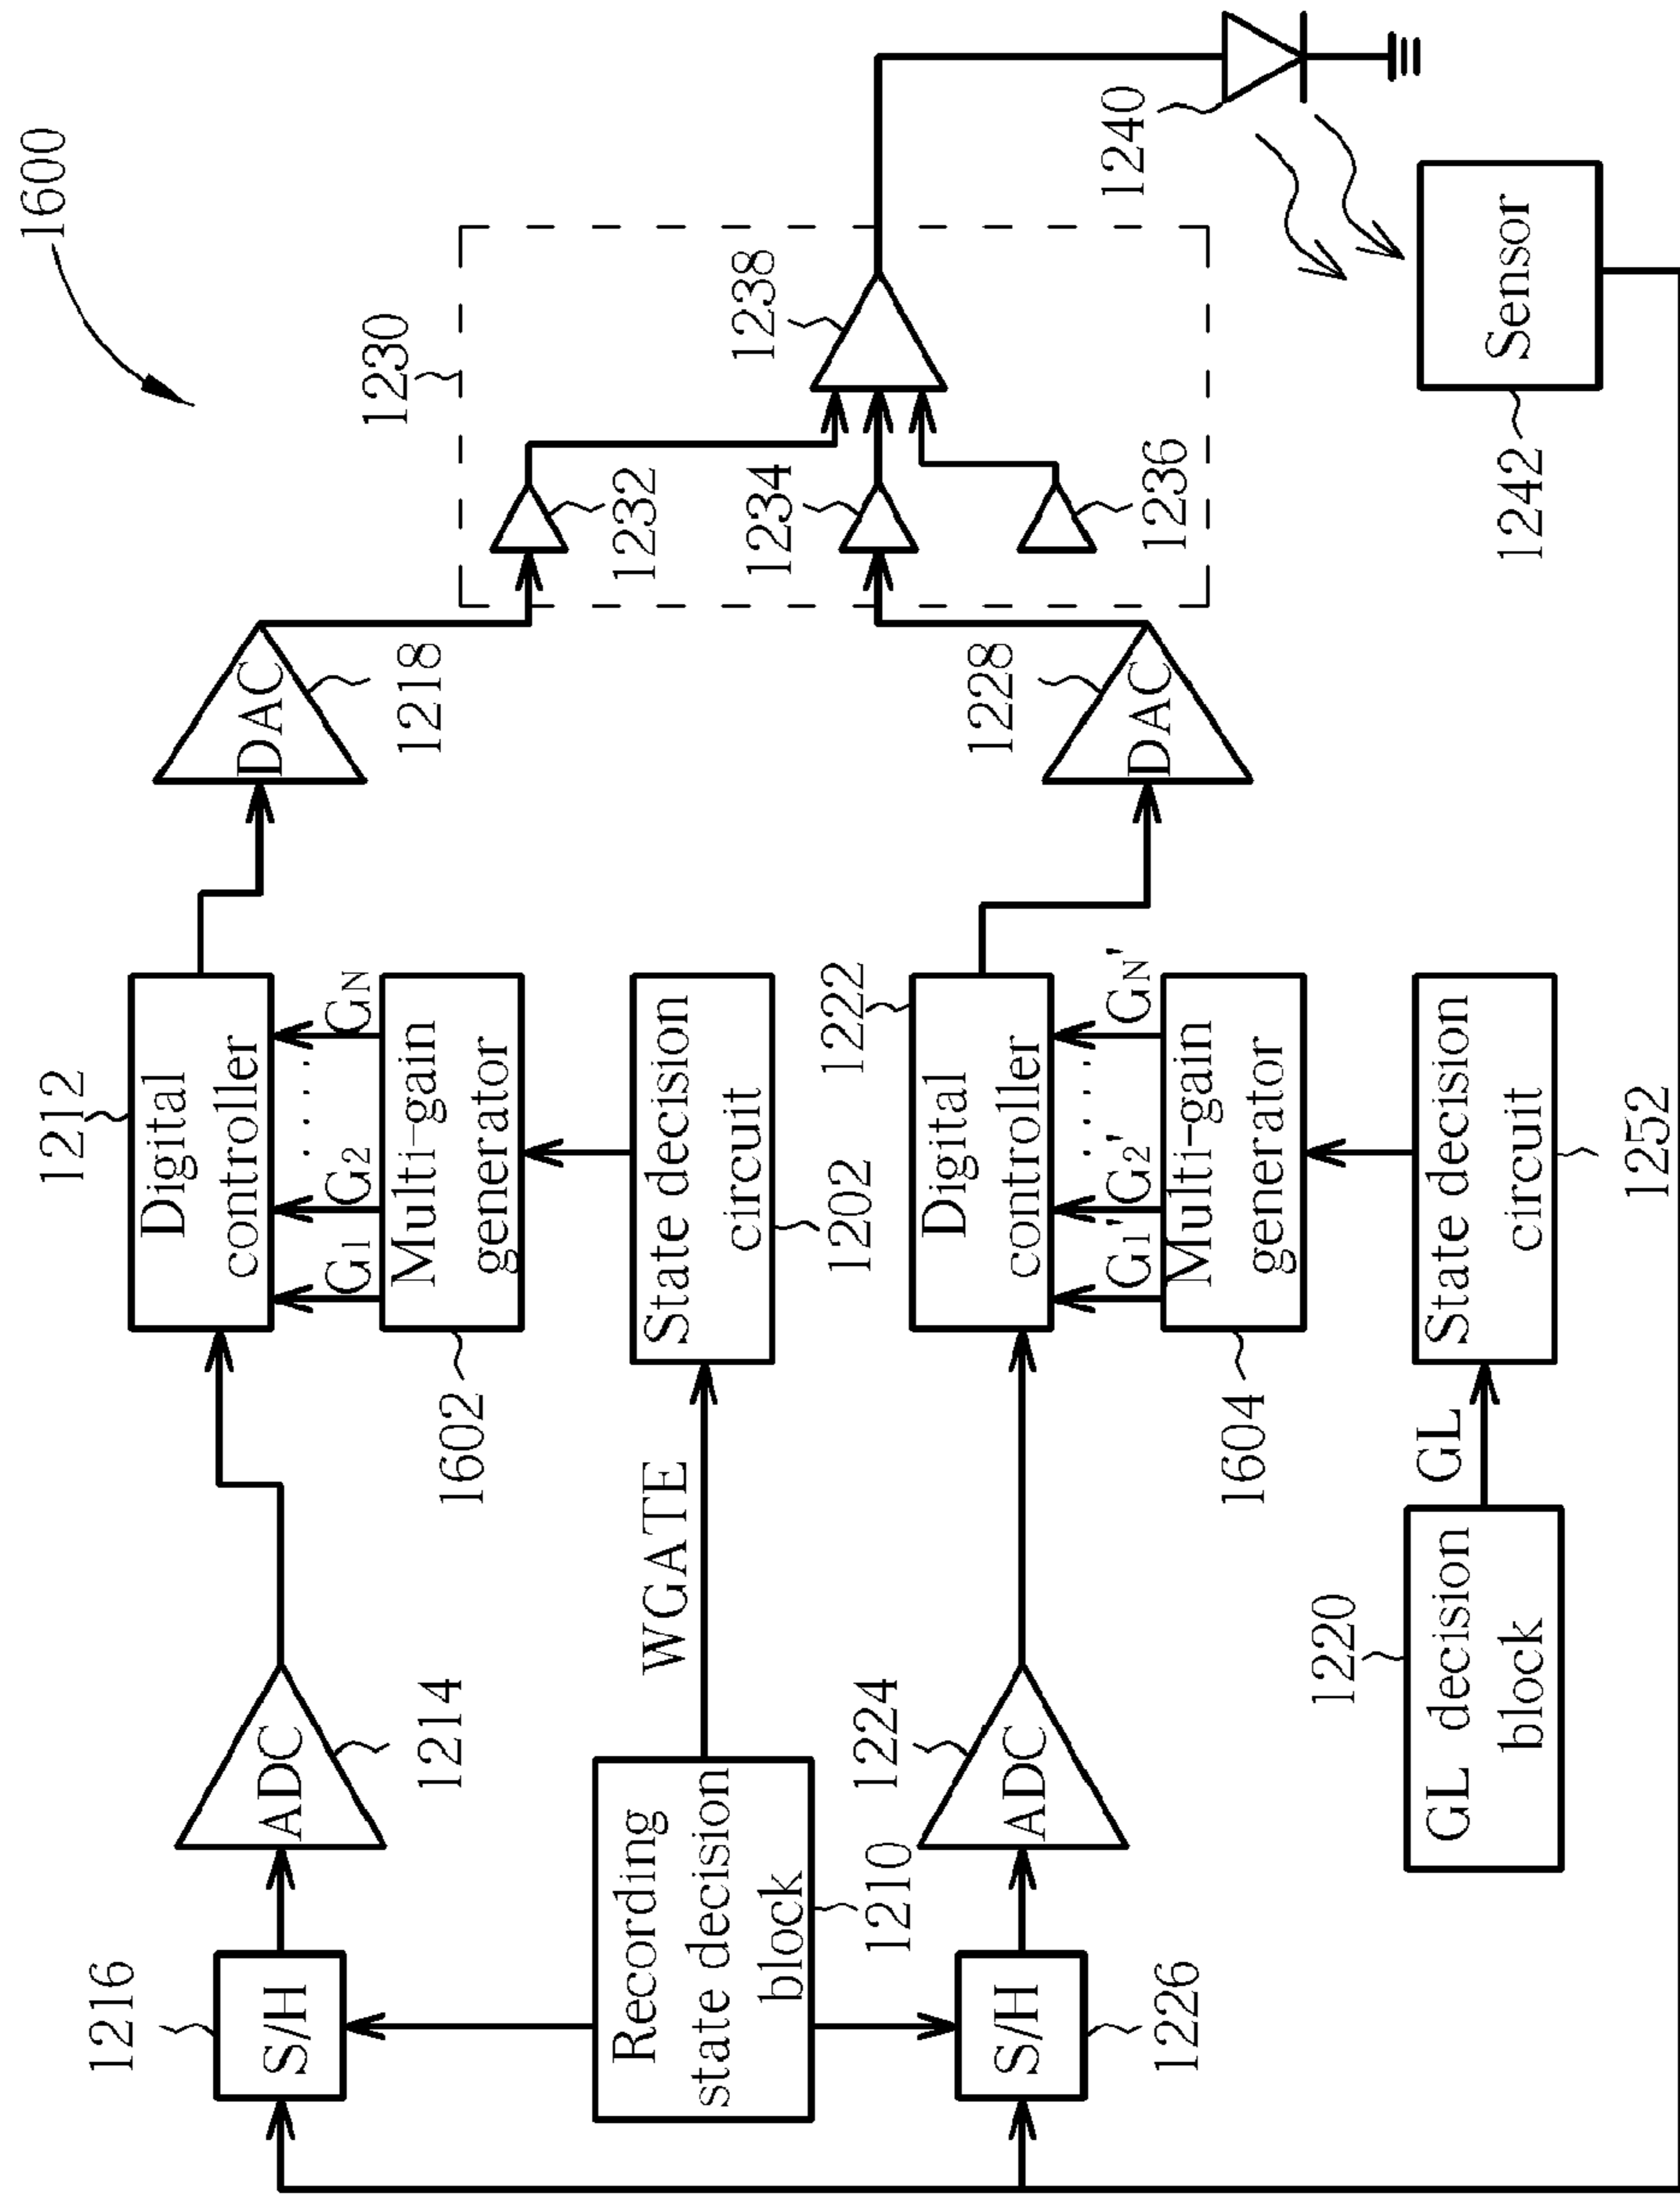 1600
1216
S/H
1214
ADC
1212
Digital
controller
G1
G2
.....
GN
1602
Multi-gain
generator
DAC
1218
1230
1232
1234
1236
1238
Recording
state decision
block
1210
WGATE
State decision
circuit
1202
1240
S/H
1226
1224
ADC
1222
Digital
controller
G1'
G2'
.....
GN'
1604
Multi-gain
generator
1228
DAC
1220
GL decision
block
GL
State decision
circuit
1252
1242
Sensor